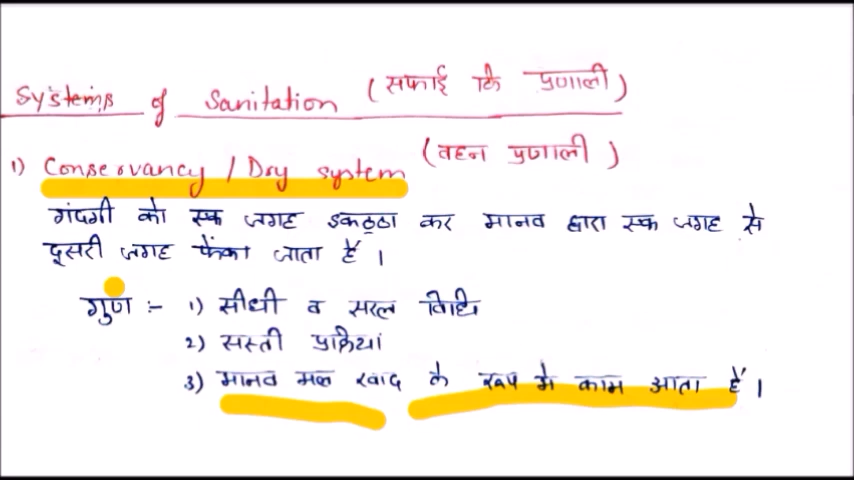 Systems of Sanitation (सफाई कि प्रणाली)
1) Conservancy / Dry system (वहन प्रणाली)
गंदगी को एक जगह इकठ्ठा कर मानव द्वारा एक जगह से
दूसरी जगह फेंका जाता हैं ।
गुण :- 1) सीधी व सरल विधि
2) सस्ती प्रक्रियां
3) मानव मल खाद के रूप मे काम आता हैं ।